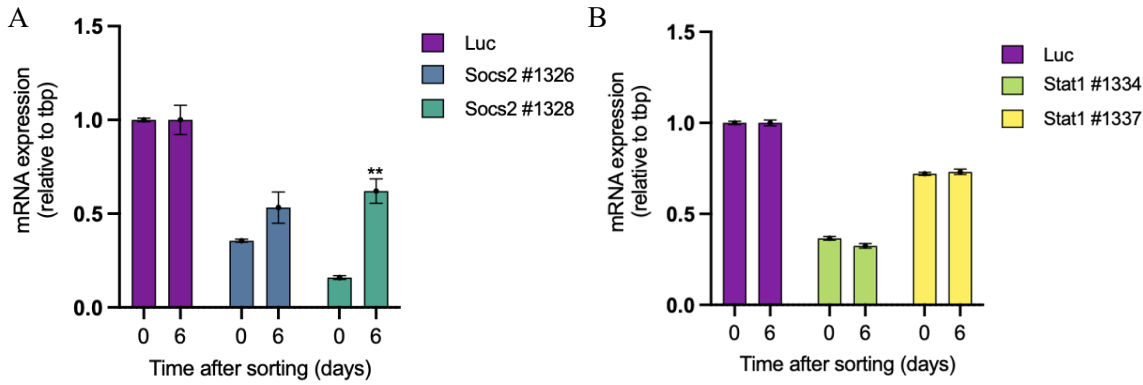 A
mRNA expression
(relative to tbp)
1.5
1.0
0.5
0.0
**
0 6 0 6 0 6
Time after sorting (days)
Luc
Socs2 #1326
Socs2 #1328
B
mRNA expression
(relative to tbp)
1.5
1.0
0.5
0.0
0 6 0 6 0 6
Time after sorting (days)
Luc
Stat1 #1334
Stat1 #1337